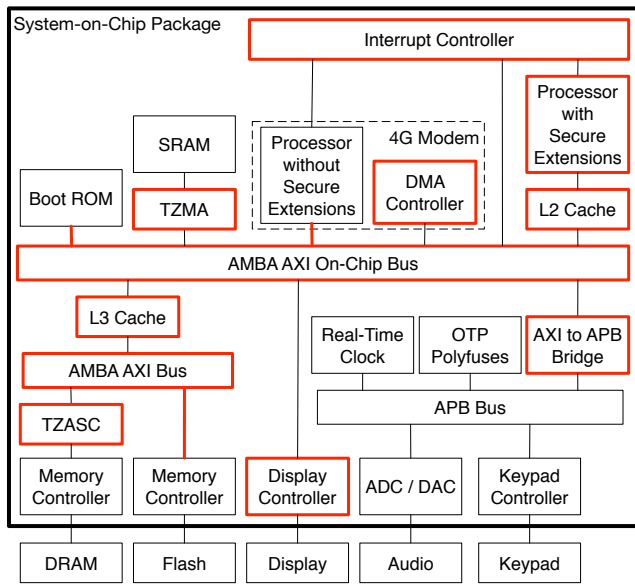 System-on-Chip Package
Interrupt Controller
4G Modem
Processor
with
Secure
Extensions
SRAM
Processor
without
Secure
Extensions
DMA
Controller
Boot ROM
TZMA
L2 Cache
AMBA AXI On-Chip Bus
L3 Cache
Real-Time
Clock
OTP
Polyfuses
AXI to APB
Bridge
AMBA AXI Bus
APB Bus
TZASC
Memory
Controller
Memory
Controller
Display
Controller
ADC / DAC
Keypad
Controller
DRAM
Flash
Display
Audio
Keypad